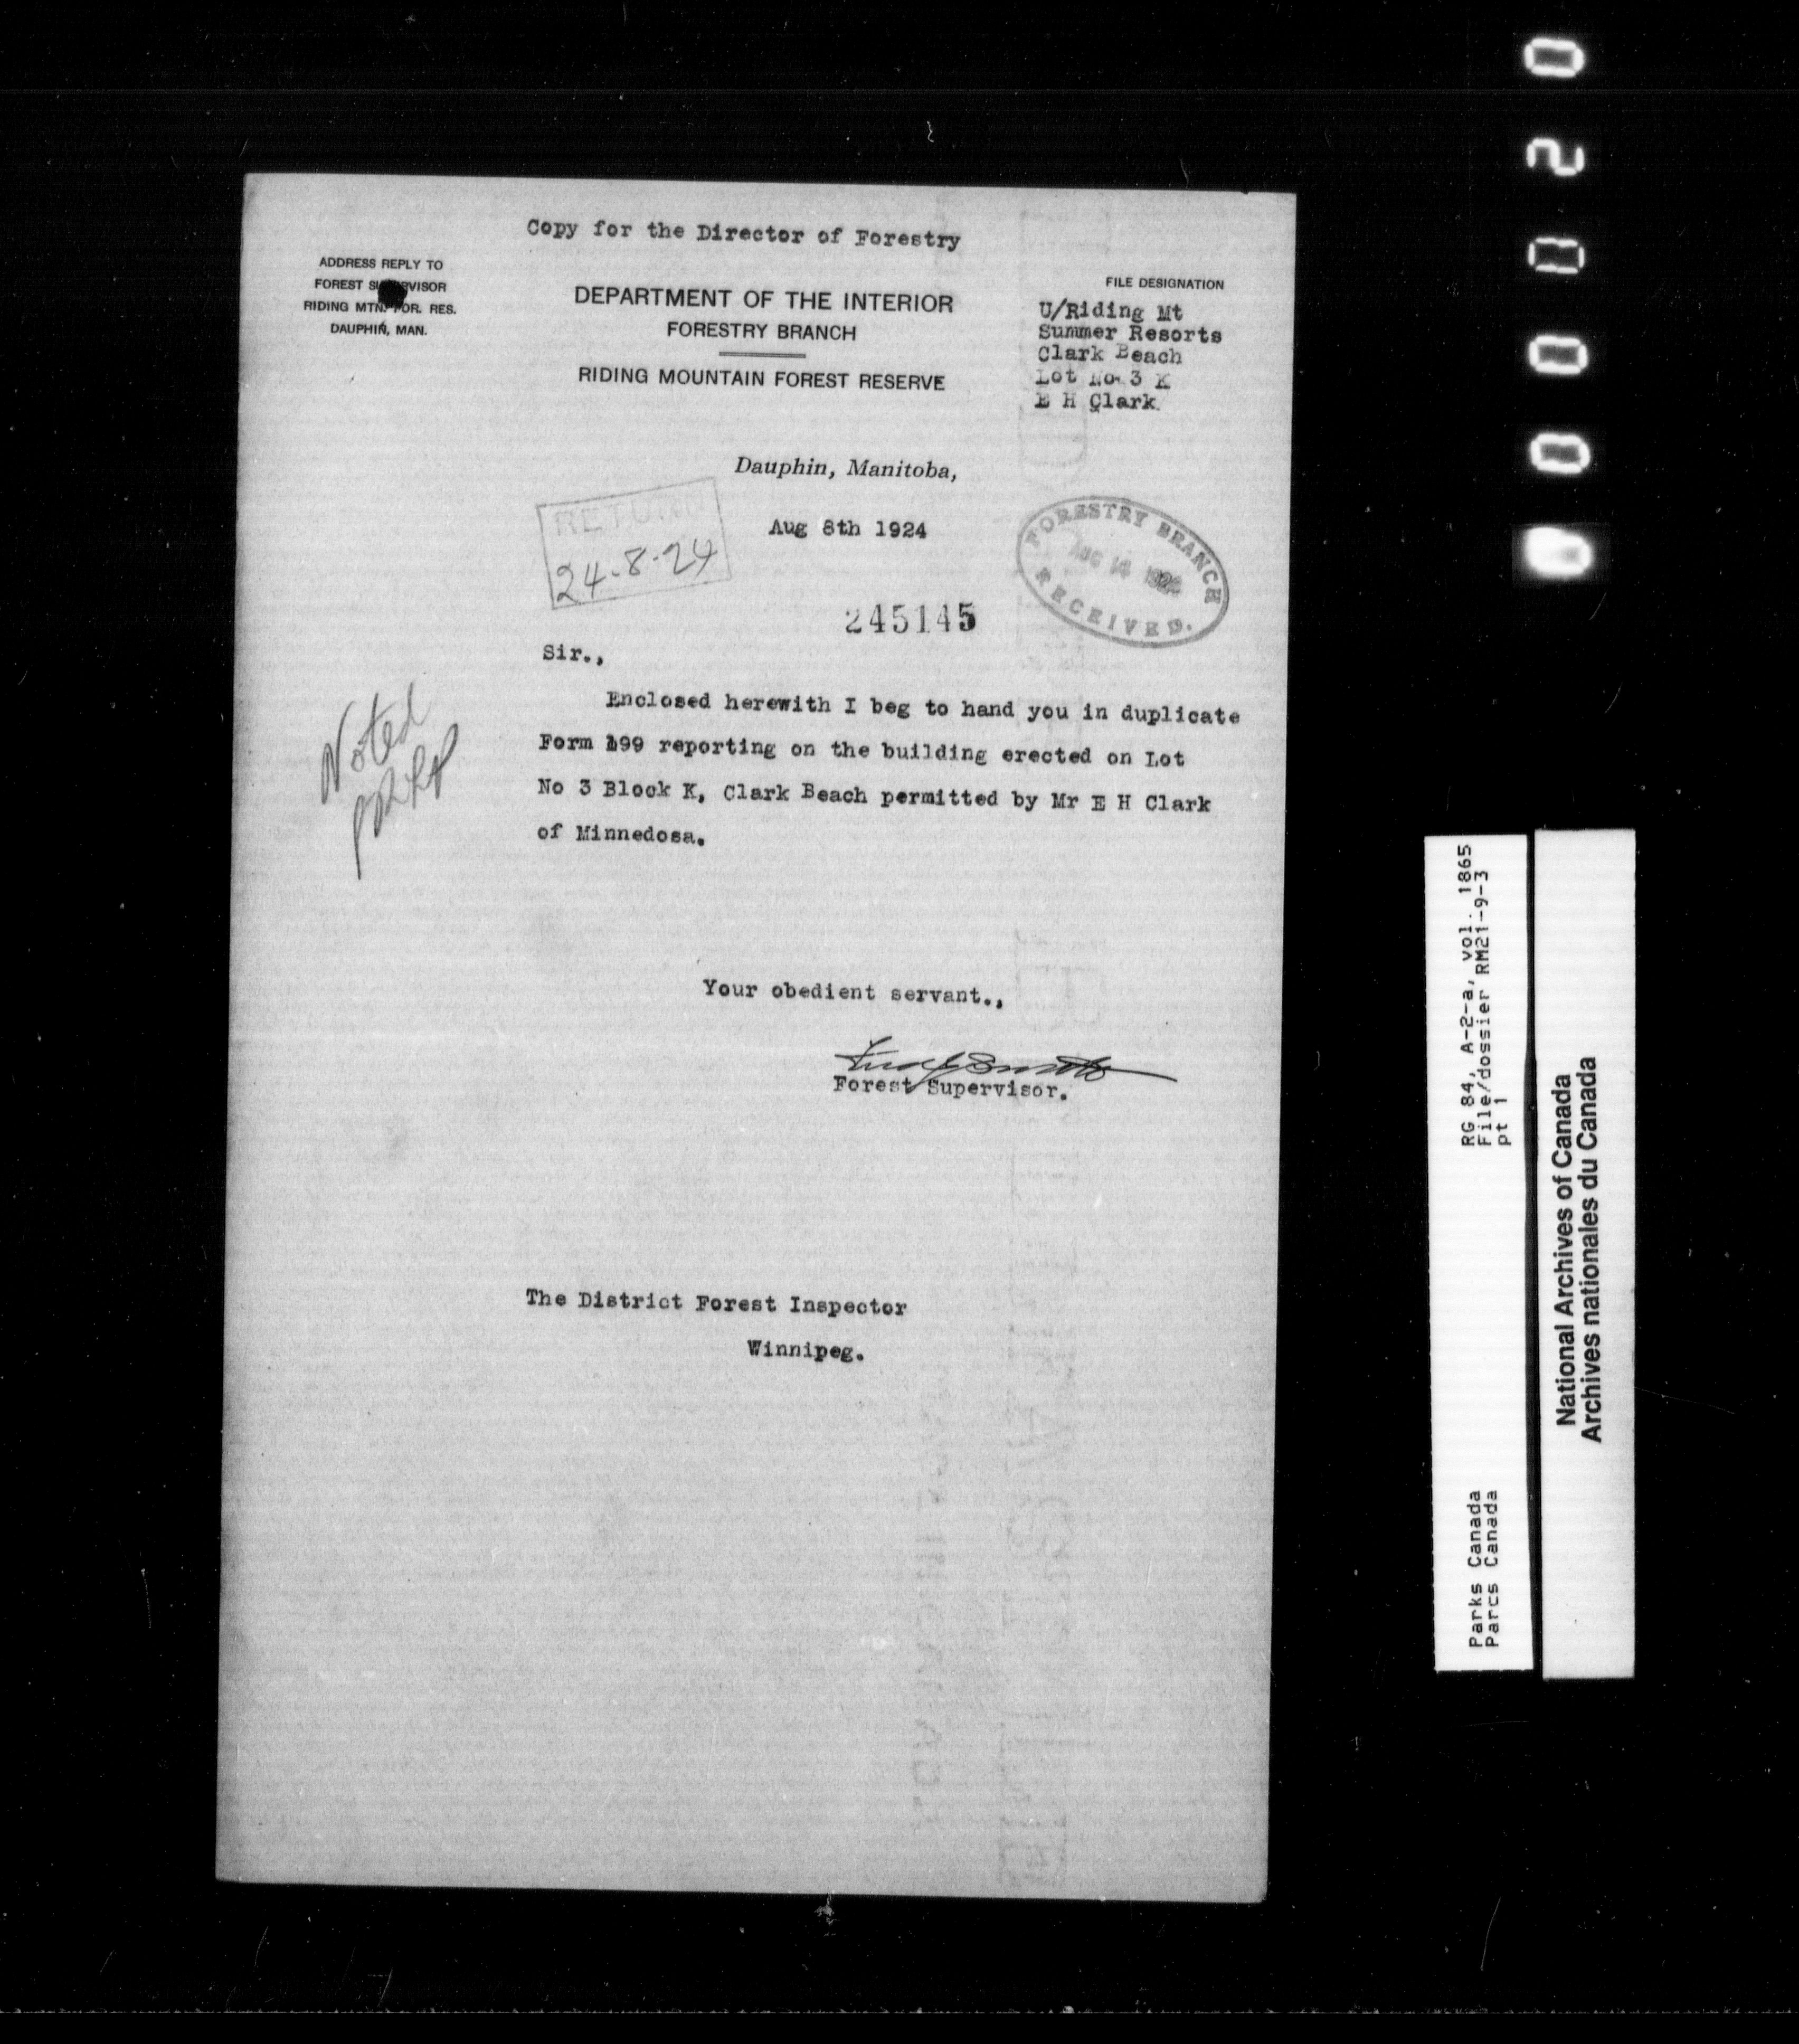 Copy for the Director of Forestry
ADDRESS REPLY TO
FOREST SUPERVISOR
RIDING MTN. FOR. RES.
DAUPHIN, MAN.
DEPARTMENT OF THE INTERIOR
FORESTRY BRANCH
RIDING MOUNTAIN FOREST RESERVE
FILE DESIGNATION
U/Riding Mt
Summer Resorts
Clark Beach
Lot No 3 K
E H Clark.
Dauphin, Manitoba,
Aug 8th 1924
RETURN
24-8-24
FORESTRY BRANCH
AUG 14
RECEIVED.
245145
Sir.,
Enclosed herewith I beg to hand you in duplicate
Form 199 reporting on the building erected on Lot
No 3 Block K, Clark Beach permitted by Mr E H Clark
of Minnedosa.
Noted
Your obedient servant.,
Forest Supervisor.
The District Forest Inspector
Winnipeg.
000020
RG 84, A-2-a, vol. 1865
File/dossier RM21-9-3
pt 1
Parks Canada
Parcs Canada
National Archives of Canada
Archives nationales du Canada